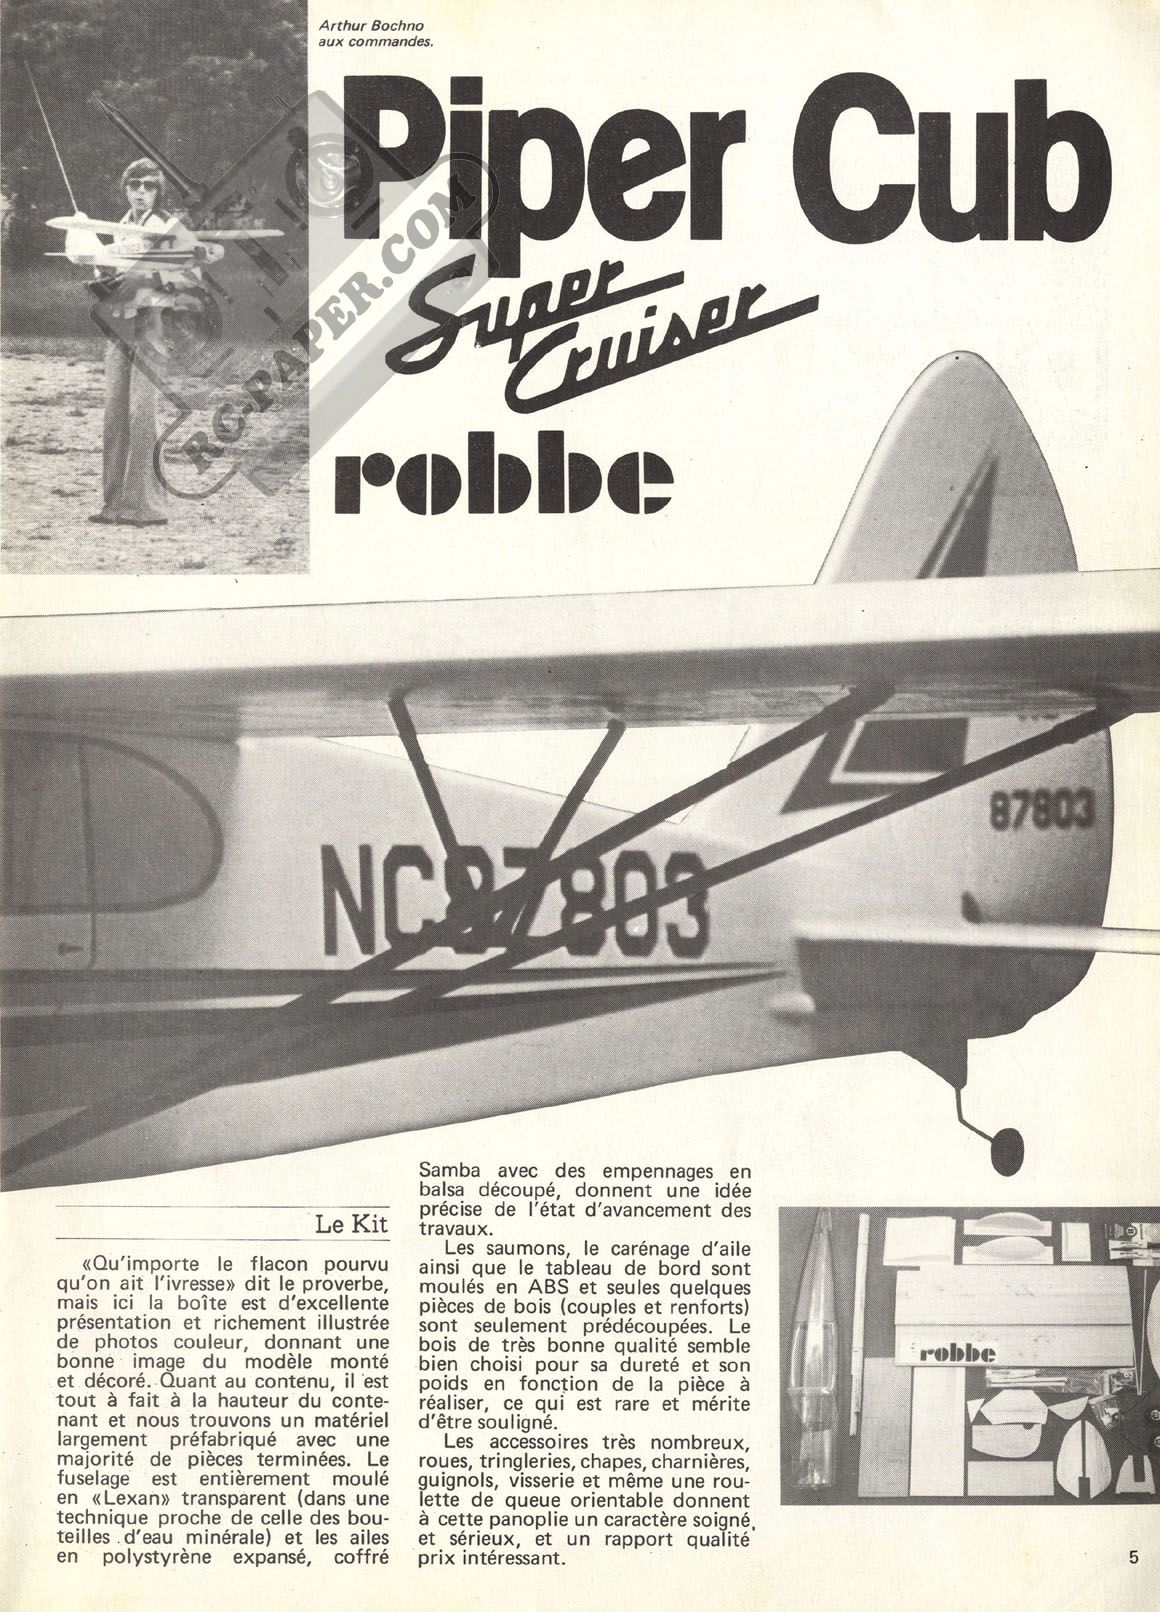 Arthur Bochno
aux commandes.
Piper Cub
Super
Cruiser
robbe
RC-PAPER.COM
87803
NC87803
Le Kit
«Qu'importe le flacon pourvu
qu'on ait l'ivresse» dit le proverbe,
mais ici la boîte est d'excellente
présentation et richement illustrée
de photos couleur, donnant une
bonne image du modèle monté
et décoré. Quant au contenu, il est
tout à fait à la hauteur du conte-
nant et nous trouvons un matériel
largement préfabriqué avec une
majorité de pièces terminées. Le
fuselage est entièrement moulé
en «Lexan» transparent (dans une
technique proche de celle des bou-
teilles d'eau minérale) et les ailes
en polystyrène expansé, coffré
Samba avec des empennages en
balsa découpé, donnent une idée
précise de l'état d'avancement des
travaux.
Les saumons, le carénage d'aile
ainsi que le tableau de bord sont
moulés en ABS et seules quelques
pièces de bois (couples et renforts)
sont seulement prédécoupées. Le
bois de très bonne qualité semble
bien choisi pour sa dureté et son
poids en fonction de la pièce à
réaliser, ce qui est rare et mérite
d'être souligné.
Les accessoires très nombreux,
roues, tringleries, chapes, charnières,
guignols, visserie et même une rou-
lette de queue orientable donnent
à cette panoplie un caractère soigné,
et sérieux, et un rapport qualité
prix intéressant.
robbe
5